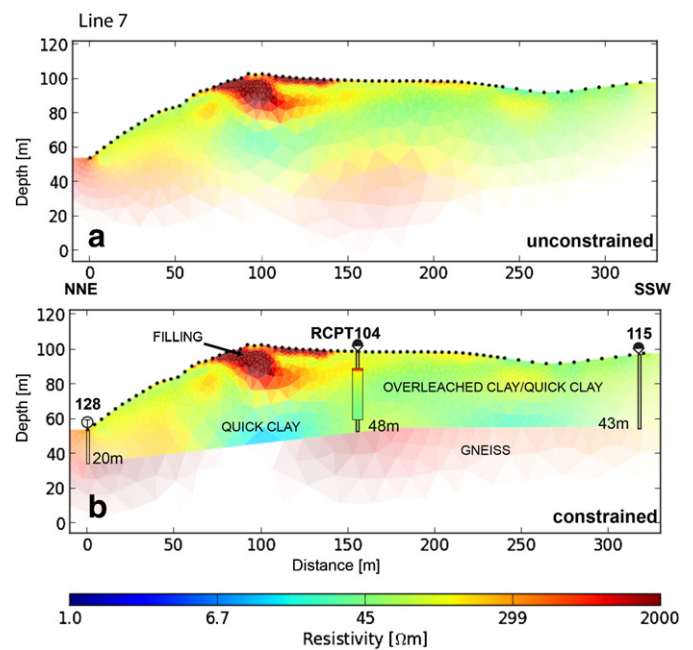 Line 7
120
100
80
60
40
20
0
Depth [m]
a
unconstrained
0 50 100 150 200 250 300
NNE SSW
120
100
80
60
40
20
0
Depth [m]
FILLING
RCPT104
115
128
OVERLEACHED CLAY/QUICK CLAY
QUICK CLAY
48m
43m
20m
GNEISS
b
constrained
0 50 100 150 200 250 300
Distance [m]
1.0 6.7 45 299 2000
Resistivity [Ωm]